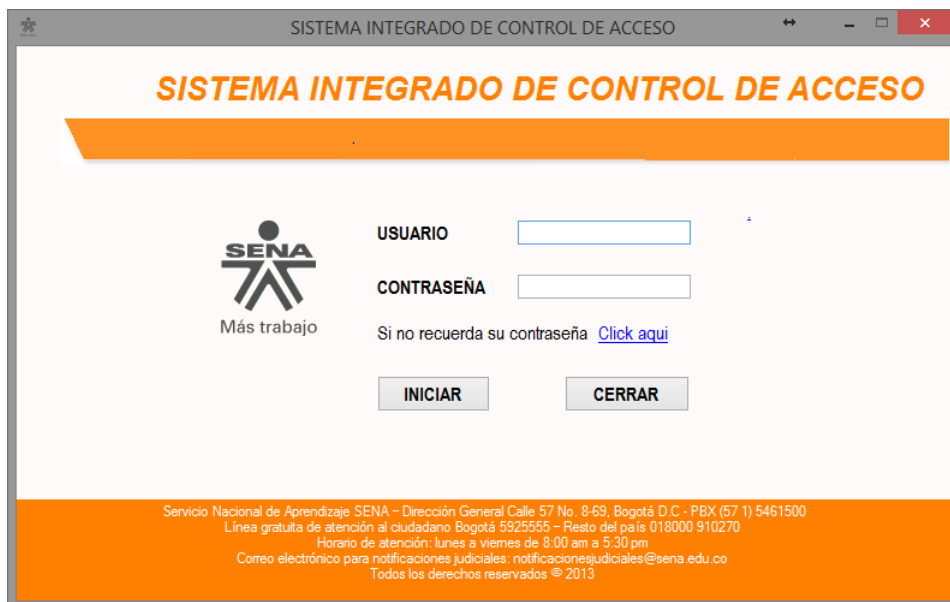 SISTEMA INTEGRADO DE CONTROL DE ACCESO
SISTEMA INTEGRADO DE CONTROL DE ACCESO
SENA
Más trabajo
USUARIO
CONTRASEÑA
Si no recuerda su contraseña Click aqui
INICIAR CERRAR
Servicio Nacional de Aprendizaje SENA – Dirección General Calle 57 No. 8-69, Bogotá D.C - PBX (57 1) 5461500
Línea gratuita de atención al ciudadano Bogotá 5925555 – Resto del país 018000 910270
Horario de atención: lunes a viernes de 8:00 am a 5:30 pm
Correo electrónico para notificaciones judiciales: notificacionesjudiciales@sena.edu.co
Todos los derechos reservados © 2013